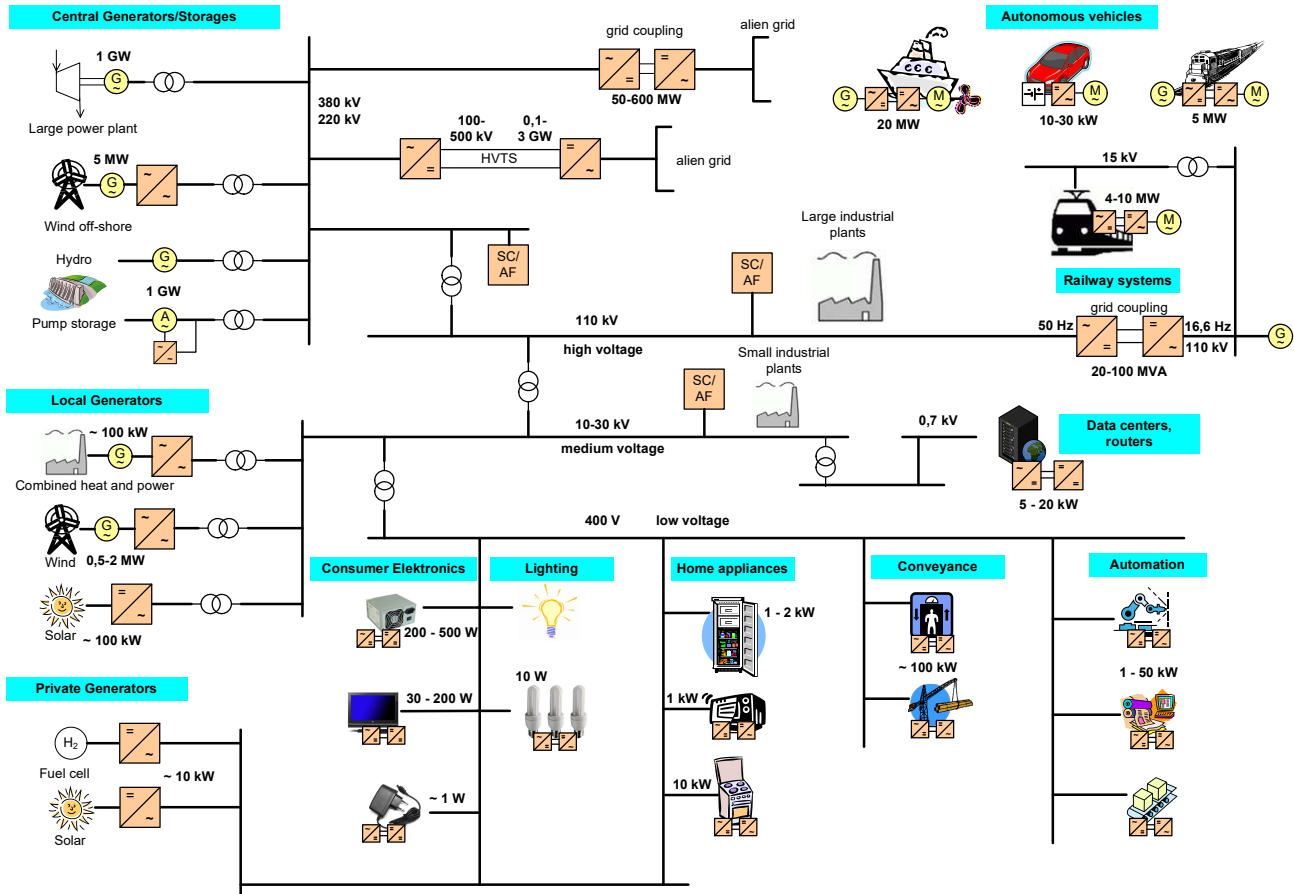 Central Generators/Storages
1 GW
G
~
Large power plant
5 MW
G
~
~
~
Wind off-shore
Hydro
G
~
1 GW
Pump storage
A
~
~
~
380 kV
220 kV
grid coupling
~
=
=
~
50-600 MW
alien grid
100-
500 kV
0,1-
3 GW
~
=
HVTS
=
~
alien grid
SC/
AF
Autonomous vehicles
G
~
~
=
=
~
M
~
20 MW
=
~
M
~
10-30 kW
G
~
~
=
=
~
M
~
5 MW
15 kV
4-10 MW
~
=
=
~
M
~
Railway systems
grid coupling
50 Hz
~
=
=
~
16,6 Hz
110 kV
G
~
20-100 MVA
Large industrial
plants
SC/
AF
110 kV
high voltage
Small industrial
plants
SC/
AF
10-30 kV
medium voltage
0,7 kV
Data centers,
routers
~
=
~
=
5 - 20 kW
Local Generators
~ 100 kW
G
~
~
~
Combined heat and power
G
~
~
~
Wind
0,5-2 MW
=
~
Solar
~ 100 kW
Private Generators
H2
=
~
Fuel cell
~ 10 kW
=
~
Solar
400 V
low voltage
Consumer Elektronics
200 - 500 W
~
=
=
=
30 - 200 W
~ 1 W
Lighting
10 W
Home appliances
1 - 2 kW
1 kW
10 kW
Conveyance
~ 100 kW
Automation
1 - 50 kW